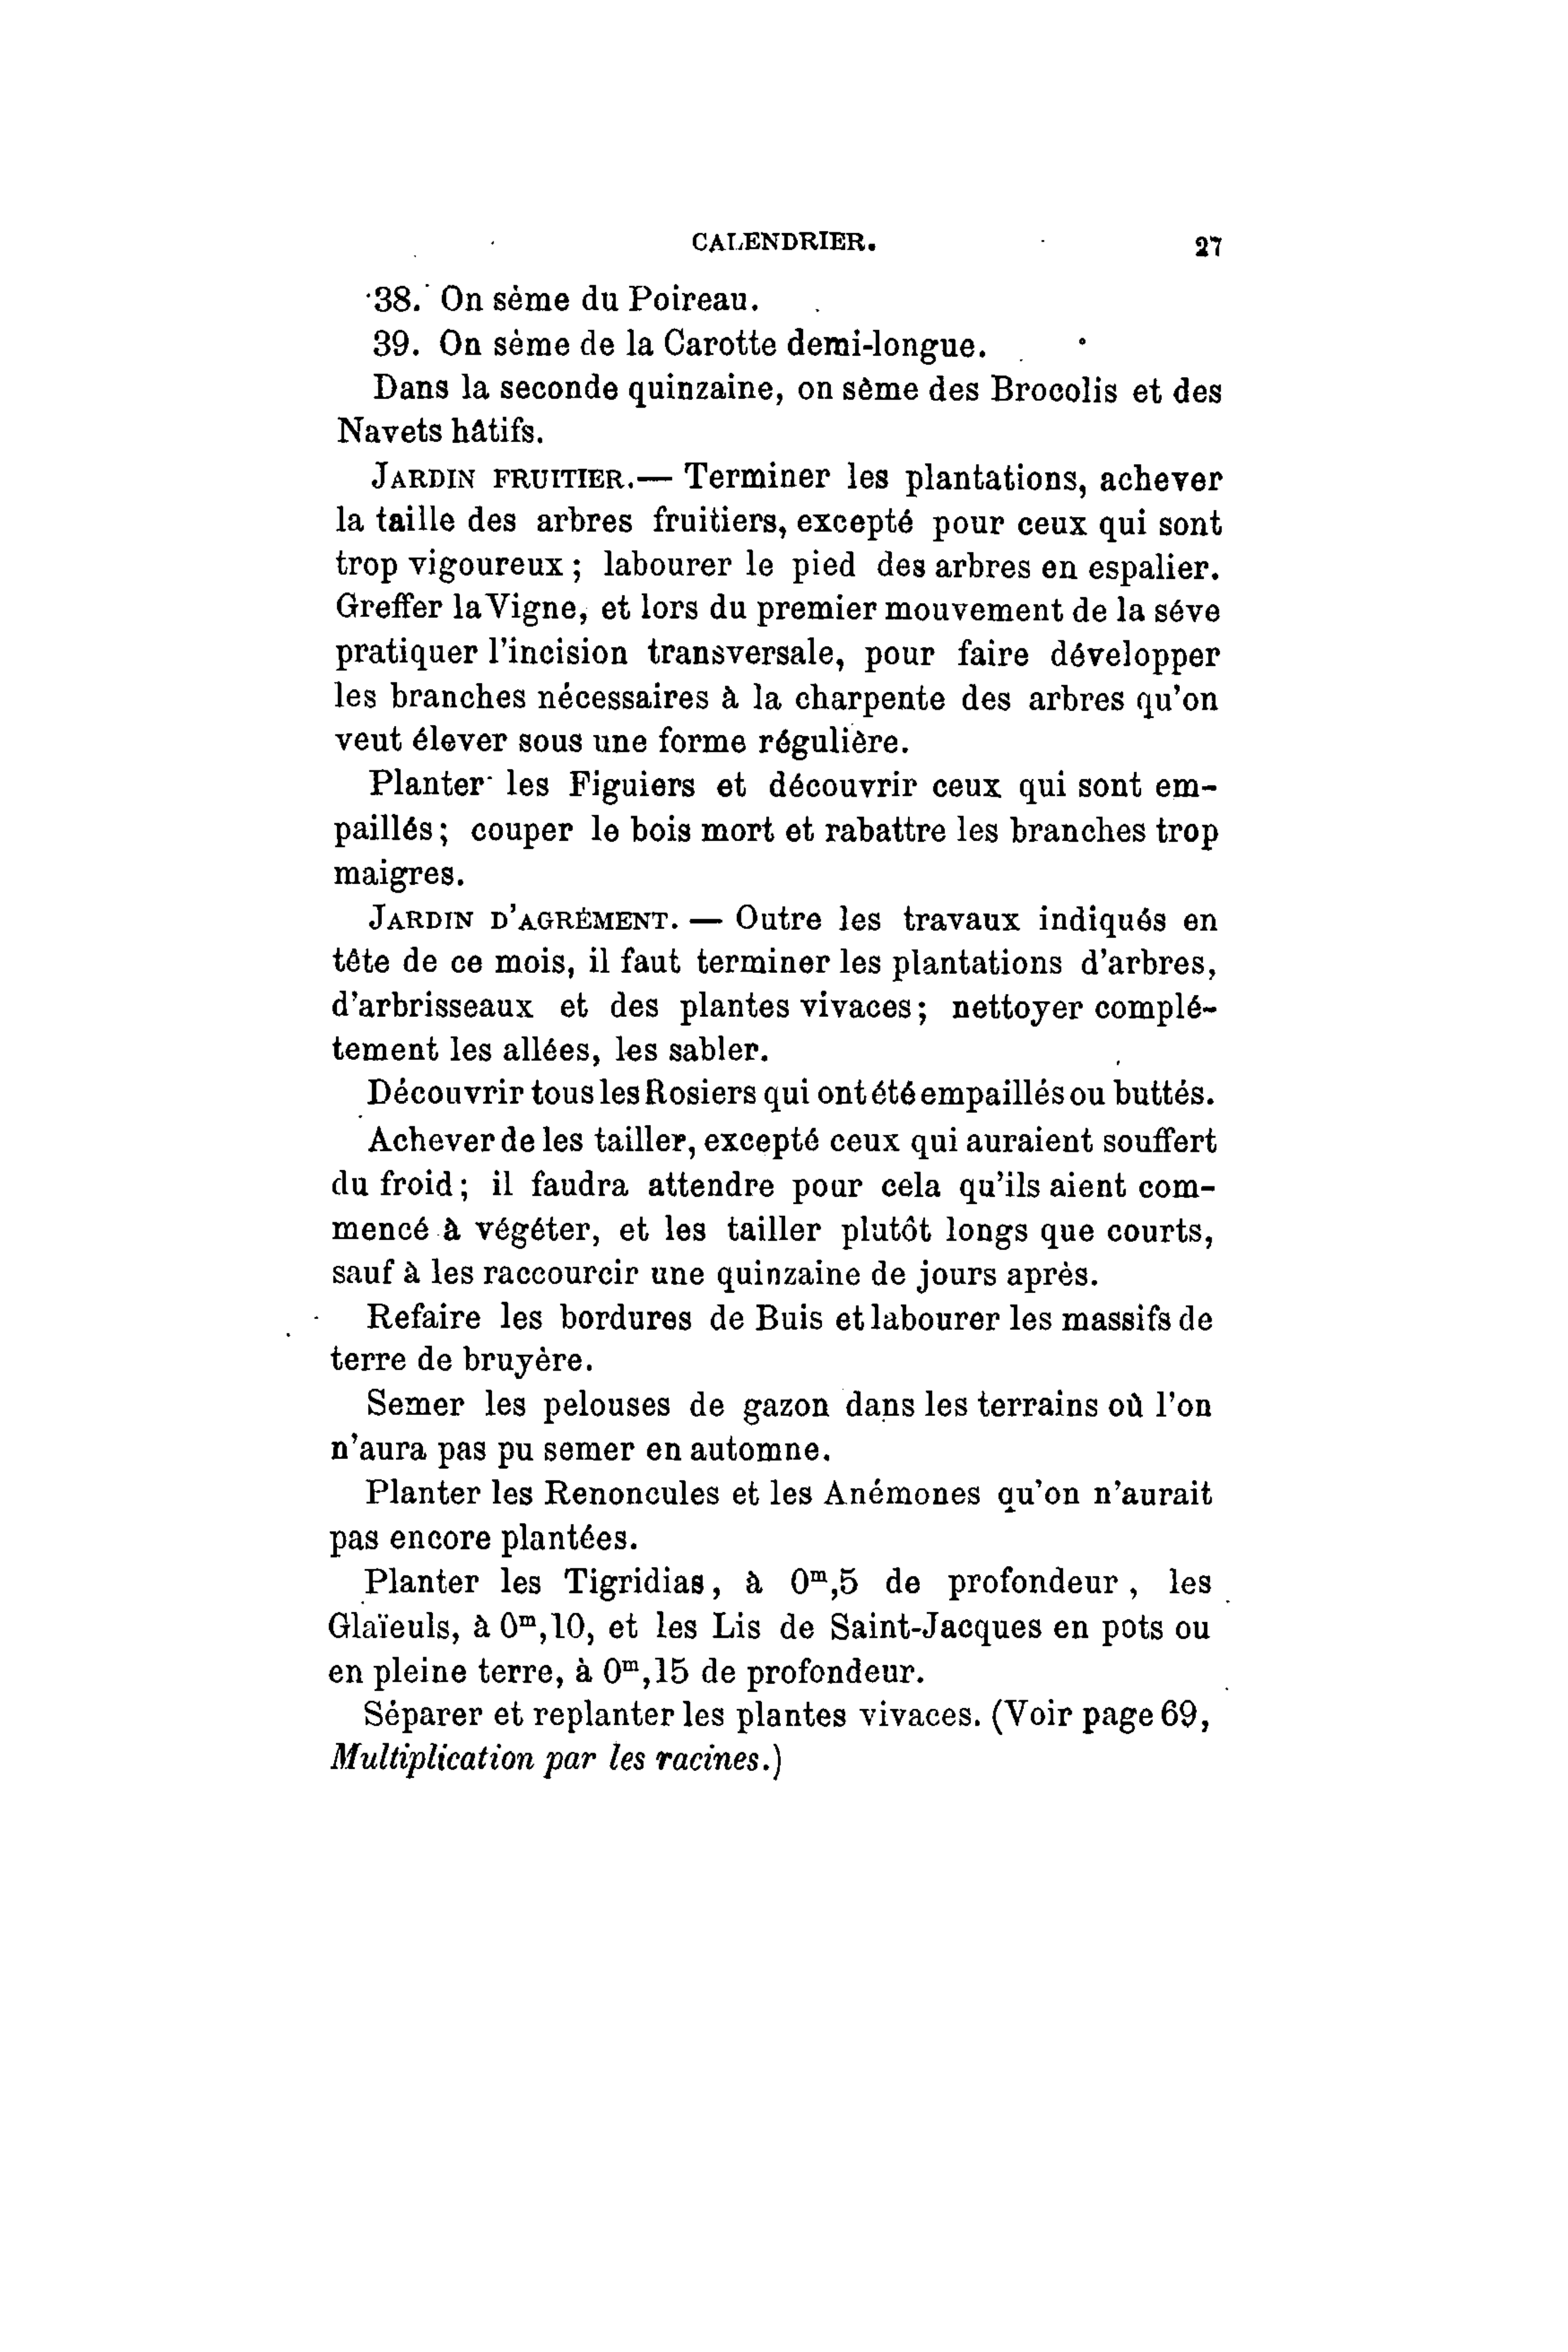 CALENDRIER. 27
38. On sème du Poireau.
39. On sème de la Carotte demi-longue.
Dans la seconde quinzaine, on sème des Brocolis et des
Navets hâtifs.
JARDIN FRUITIER.— Terminer les plantations, achever
la taille des arbres fruitiers, excepté pour ceux qui sont
trop vigoureux ; labourer le pied des arbres en espalier.
Greffer la Vigne, et lors du premier mouvement de la séve
pratiquer l'incision transversale, pour faire développer
les branches nécessaires à la charpente des arbres qu'on
veut élever sous une forme régulière.
Planter les Figuiers et découvrir ceux qui sont em-
paillés ; couper le bois mort et rabattre les branches trop
maigres.
JARDIN D'AGRÉMENT. — Outre les travaux indiqués en
tête de ce mois, il faut terminer les plantations d'arbres,
d'arbrisseaux et des plantes vivaces ; nettoyer complé-
tement les allées, les sabler.
Découvrir tous les Rosiers qui ont été empaillés ou buttés.
Achever de les tailler, excepté ceux qui auraient souffert
du froid ; il faudra attendre pour cela qu'ils aient com-
mencé à végéter, et les tailler plutôt longs que courts,
sauf à les raccourcir une quinzaine de jours après.
Refaire les bordures de Buis et labourer les massifs de
terre de bruyère.
Semer les pelouses de gazon dans les terrains où l'on
n'aura pas pu semer en automne.
Planter les Renoncules et les Anémones qu'on n'aurait
pas encore plantées.
Planter les Tigridias, à 0ᵐ,5 de profondeur, les
Glaïeuls, à 0ᵐ,10, et les Lis de Saint-Jacques en pots ou
en pleine terre, à 0ᵐ,15 de profondeur.
Séparer et replanter les plantes vivaces. (Voir page 69,
Multiplication par les racines.)